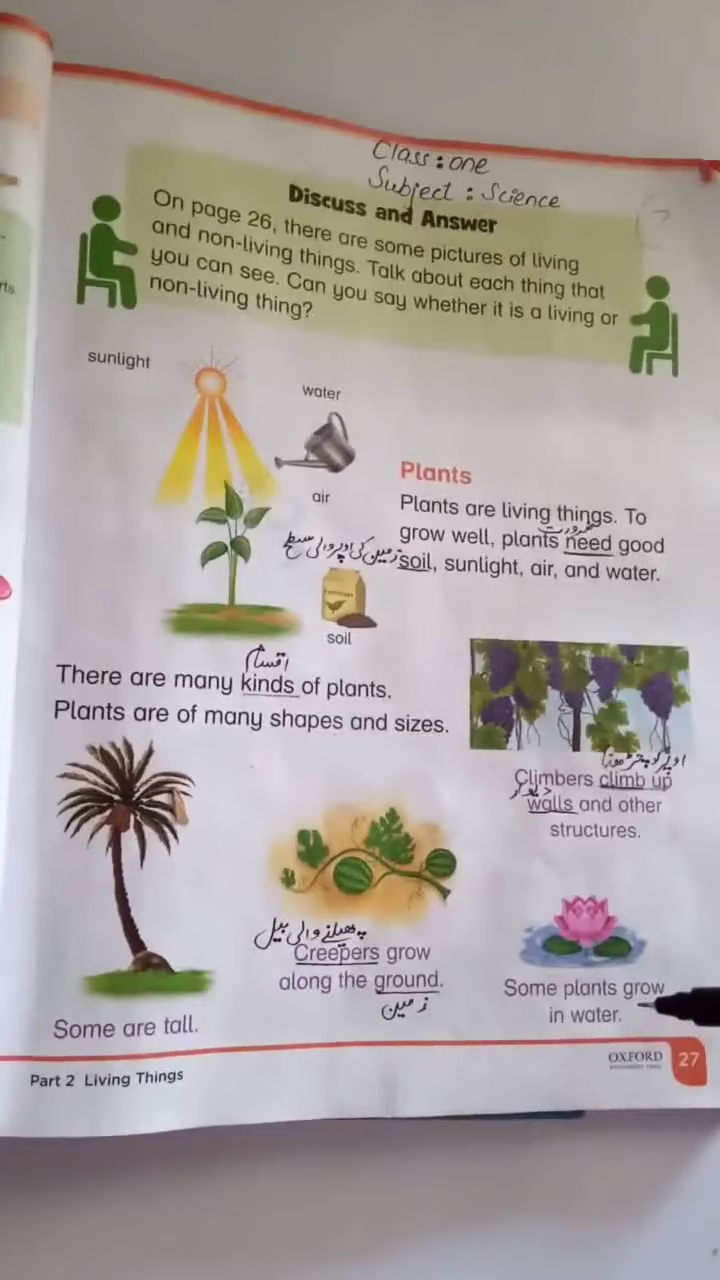 Class : one
Subject : Science
Discuss and Answer
On page 26, there are some pictures of living
and non-living things. Talk about each thing that
you can see. Can you say whether it is a living or
non-living thing?
sunlight
water
air
soil
Plants
Plants are living things. To
ضرورت
grow well, plants need good
زمین کی اوپر والی سطح
soil, sunlight, air, and water.
اقسام
There are many kinds of plants.
Plants are of many shapes and sizes.
اوپر کو چڑھنا
Climbers climb up
دیوار
walls and other
structures.
پھیلنے والی بیل
Creepers grow
along the ground.
زمین
Some plants grow
in water.
Some are tall.
Part 2 Living Things
OXFORD
27